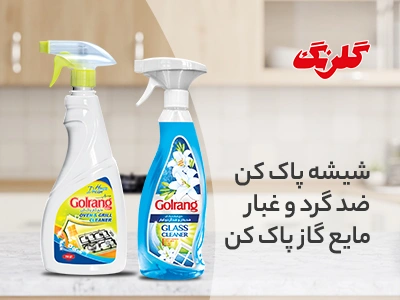 گلرنگ
شیشه پاک کن
ضد گرد و غبار
مایع گاز پاک کن
Golrang
OVEN & GRILL
CLEANER
Golrang
GLASS
CLEANER